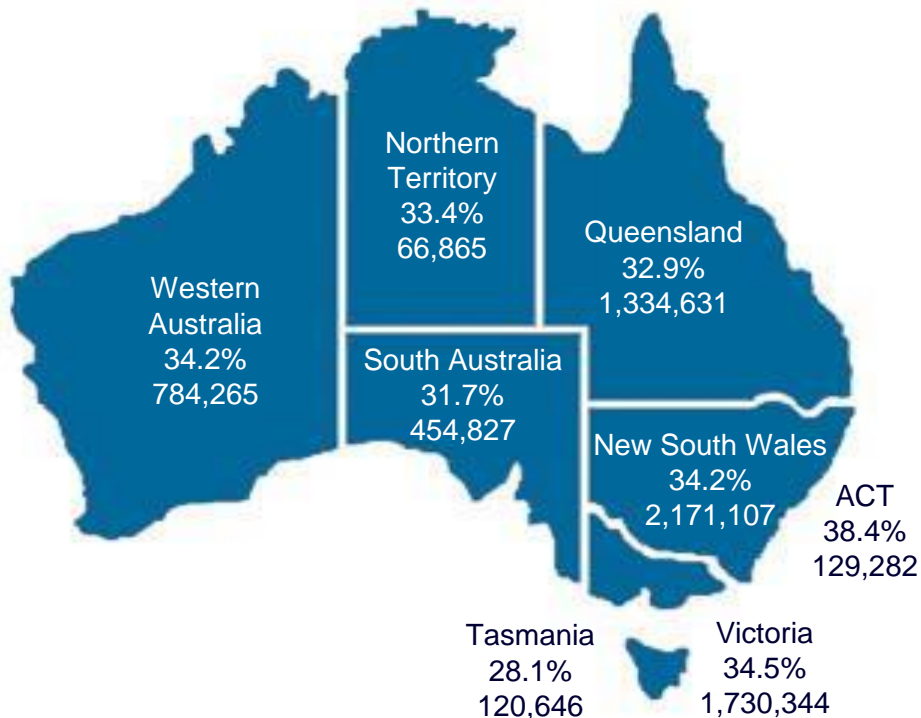 Northern
Territory
33.4%
66,865
Queensland
32.9%
1,334,631
Western
Australia
34.2%
784,265
South Australia
31.7%
454,827
New South Wales
34.2%
2,171,107
ACT
38.4%
129,282
Tasmania
28.1%
120,646
Victoria
34.5%
1,730,344